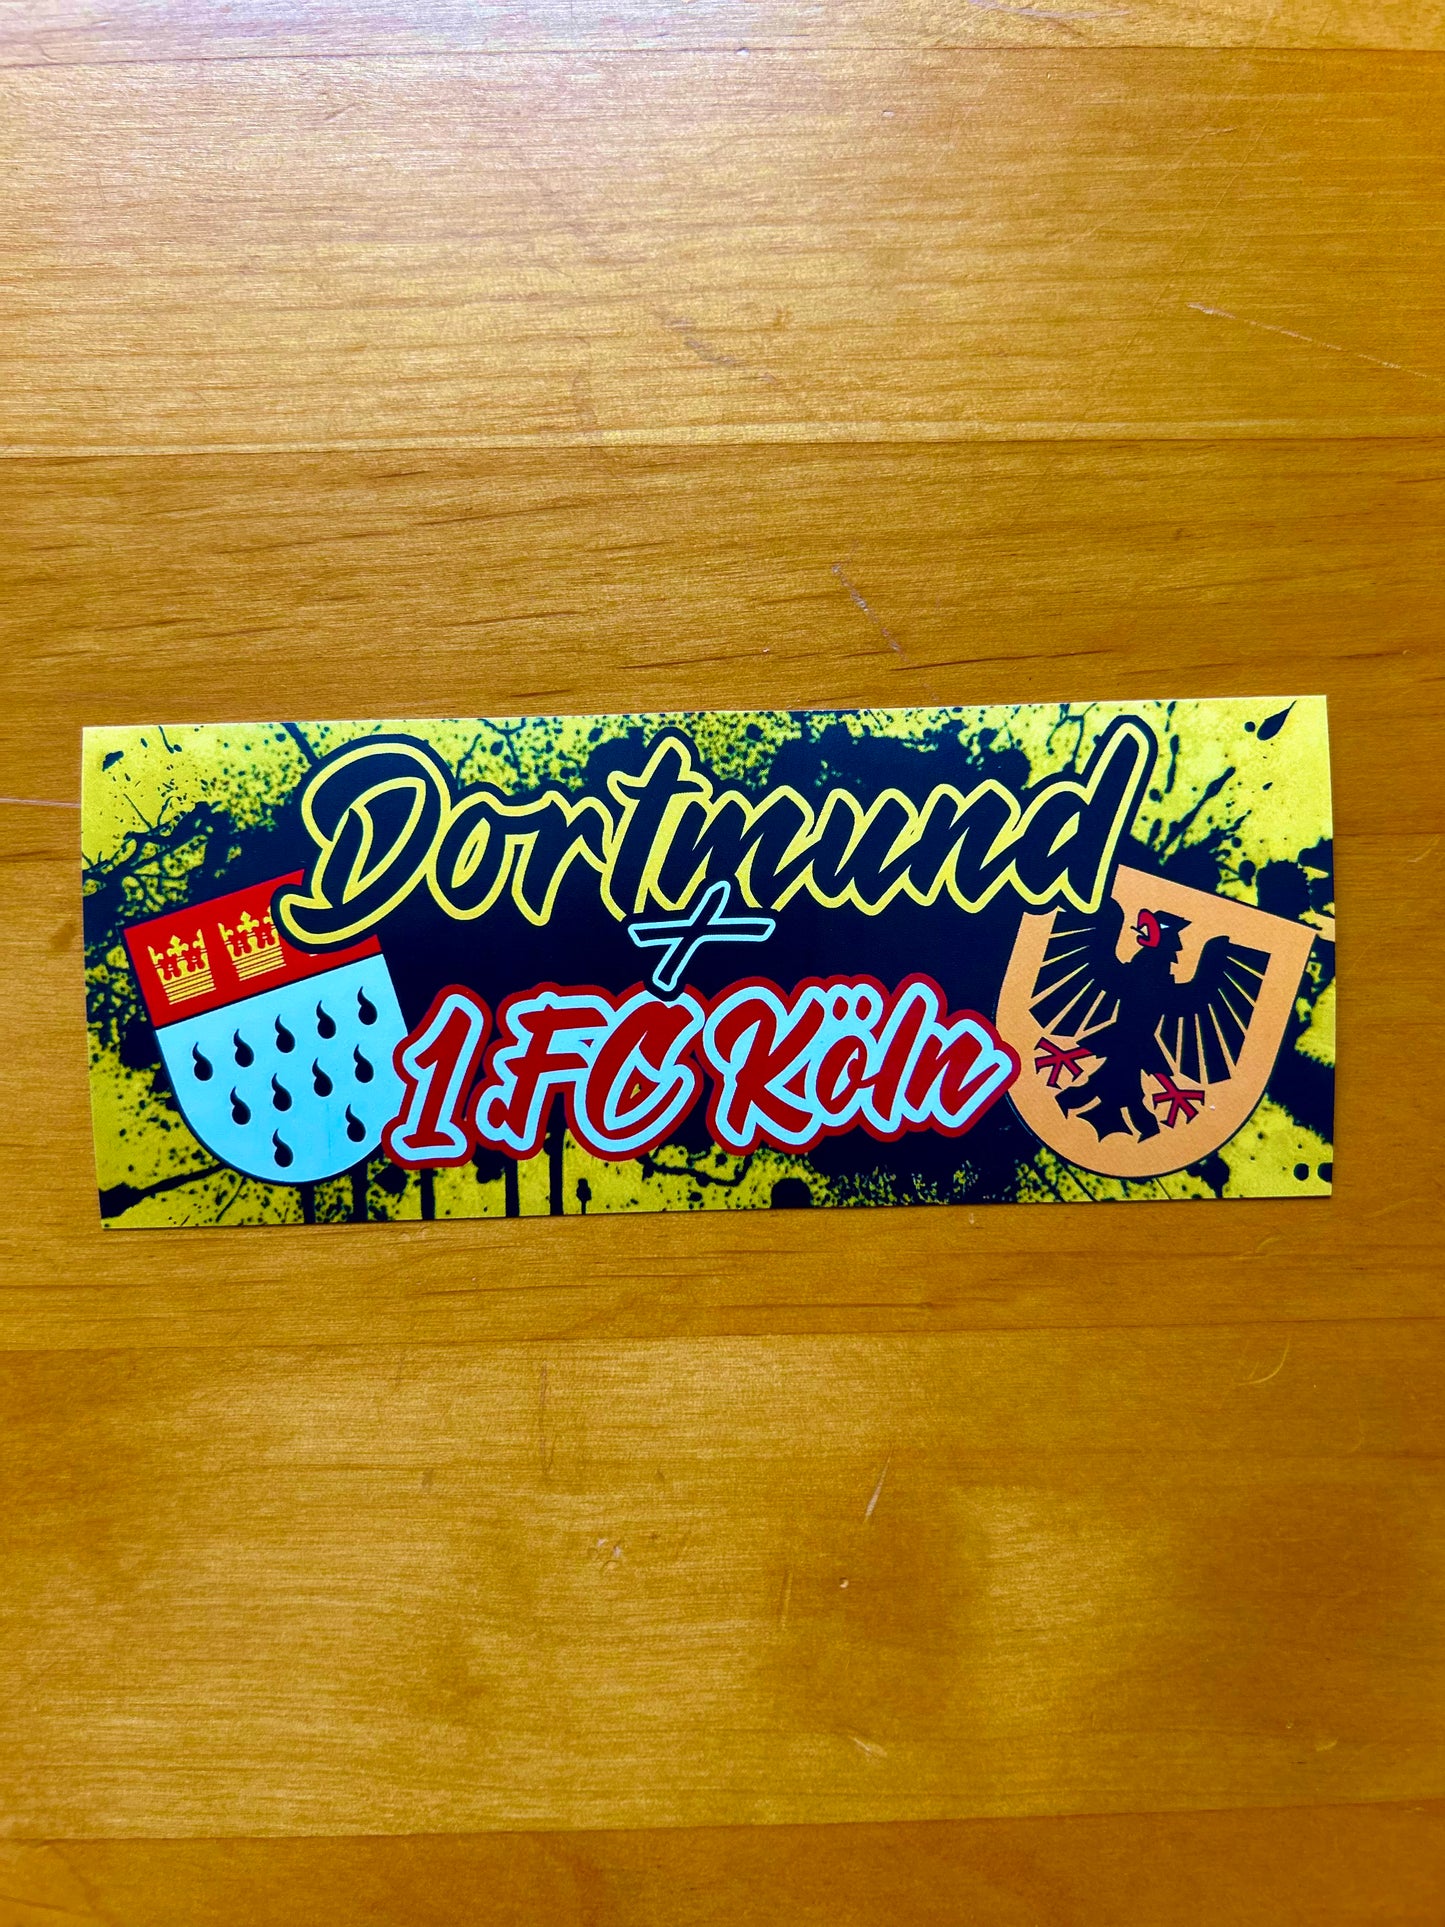 Dortmund
+
1 FC Köln